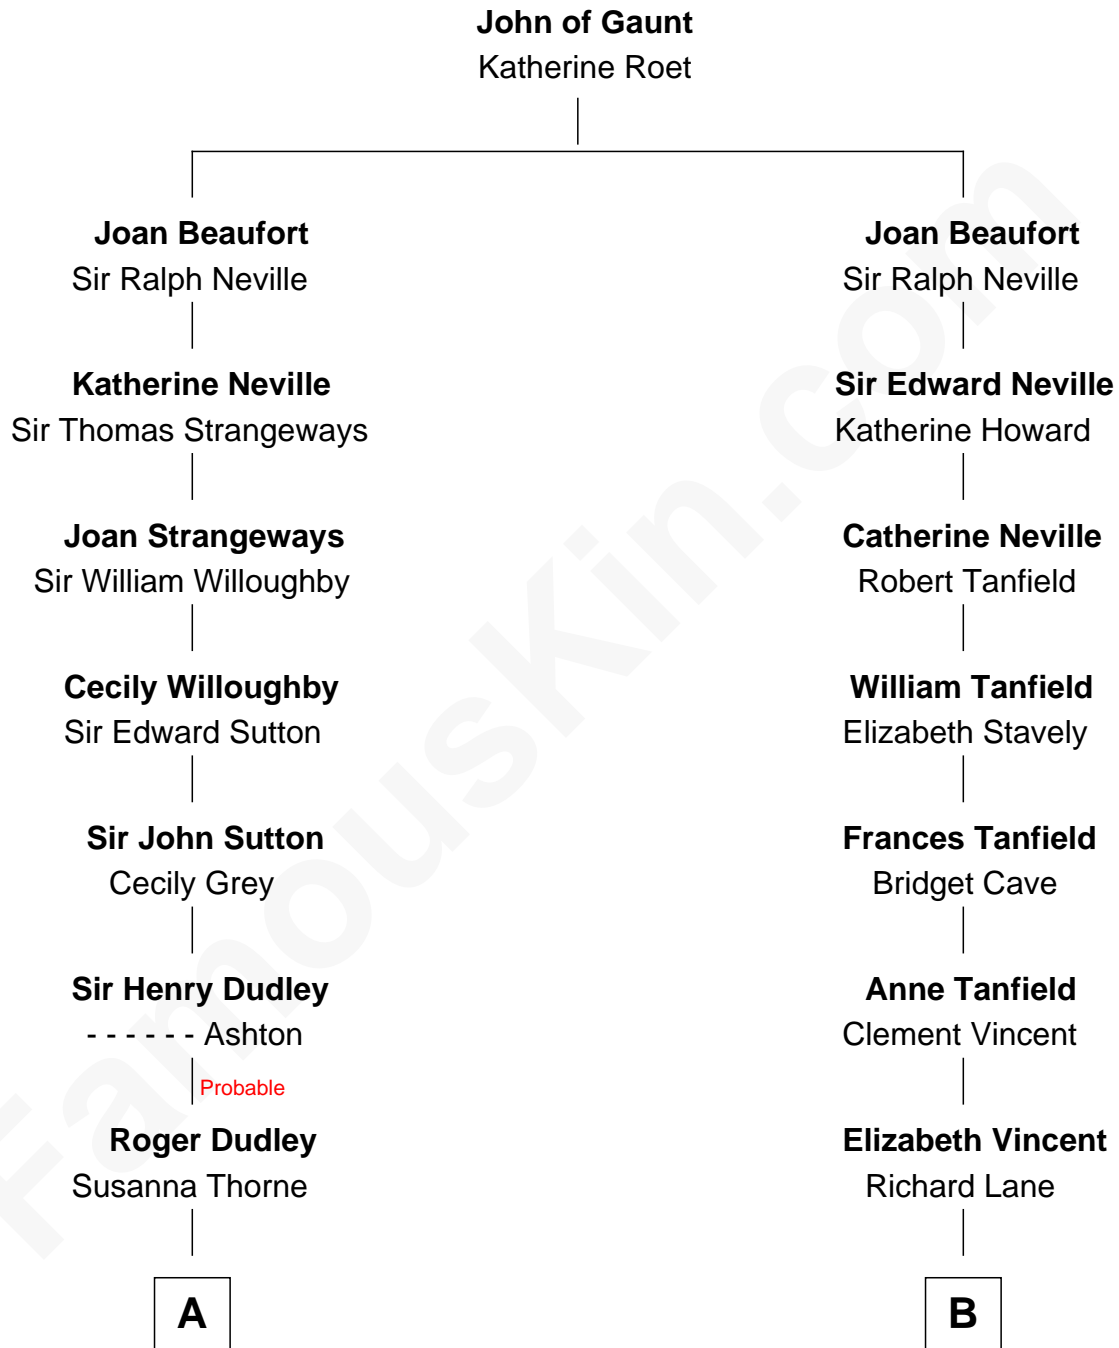 John of Gaunt
Katherine Roet
Joan Beaufort
Sir Ralph Neville
Katherine Neville
Sir Thomas Strangeways
Joan Strangeways
Sir William Willoughby
Cecily Willoughby
Sir Edward Sutton
Sir John Sutton
Cecily Grey
Sir Henry Dudley
- - - - - - Ashton
Probable
Roger Dudley
Susanna Thorne
A
Joan Beaufort
Sir Ralph Neville
Sir Edward Neville
Katherine Howard
Catherine Neville
Robert Tanfield
William Tanfield
Elizabeth Stavely
Frances Tanfield
Bridget Cave
Anne Tanfield
Clement Vincent
Elizabeth Vincent
Richard Lane
B
FamousKin.com